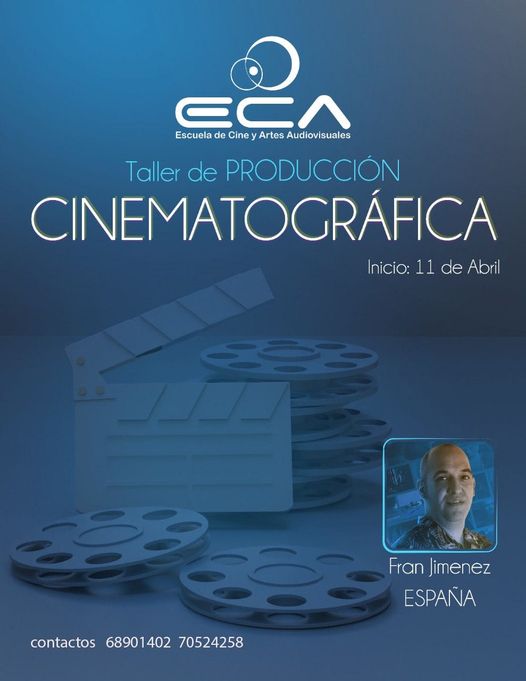 ECA
Escuela de Cine y Artes Audiovisuales
Taller de PRODUCCIÓN
CINEMATOGRÁFICA
Inicio: 11 de Abril
Fran Jimenez
ESPAÑA
contactos 68901402 70524258